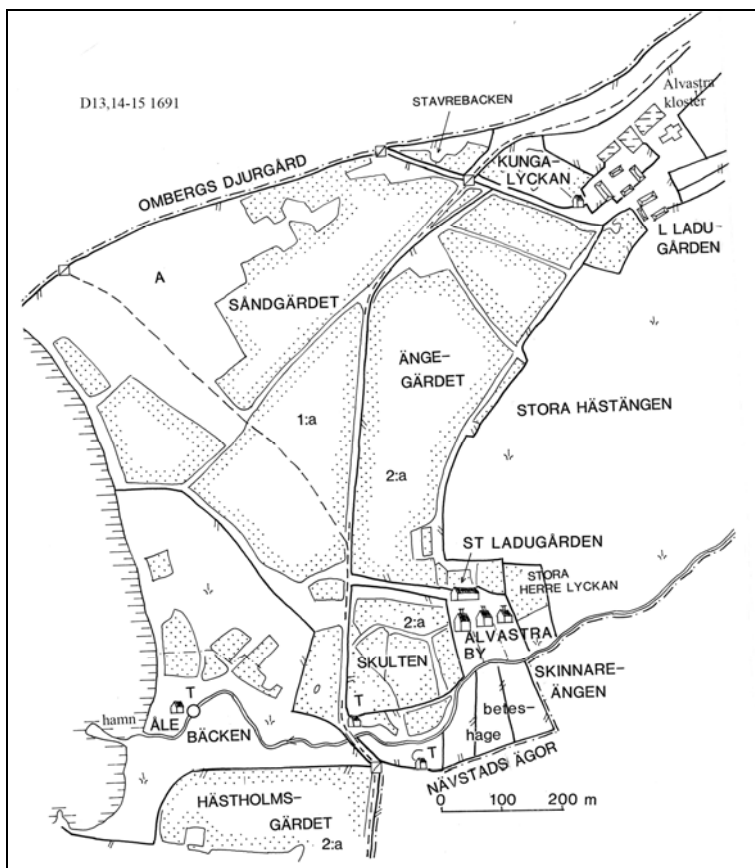 D13,14-15 1691
Alvastra
kloster
STAVREBACKEN
KUNGA-
LYCKAN
OMBERGS DJURGÅRD
L LADU-
GÅRDEN
A
SÅNDGÄRDET
ÄNGE-
GÄRDET
STORA HÄSTÄNGEN
1:a
2:a
ST LADUGÅRDEN
STORA
HERRE LYCKAN
2:a
ALVASTRA
BY
SKULTEN
SKINNARE-
ÄNGEN
T
hamn
ÅLE
BÄCKEN
T
betes-
hage
T
NÄVSTADS ÄGOR
HÄSTHOLMS-
GÄRDET
2:a
0 100 200 m